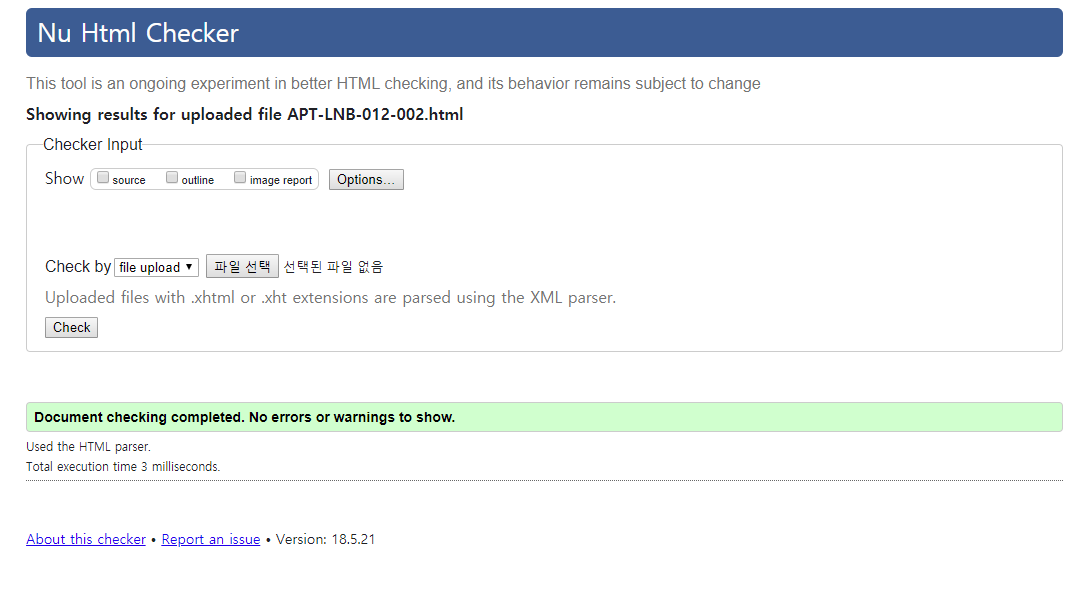 Nu Html Checker
This tool is an ongoing experiment in better HTML checking, and its behavior remains subject to change
Showing results for uploaded file APT-LNB-012-002.html
Checker Input
Show source outline image report Options...
Check by file upload ▼ 파일 선택 선택된 파일 없음
Uploaded files with .xhtml or .xht extensions are parsed using the XML parser.
Check
Document checking completed. No errors or warnings to show.
Used the HTML parser.
Total execution time 3 milliseconds.
About this checker • Report an issue • Version: 18.5.21